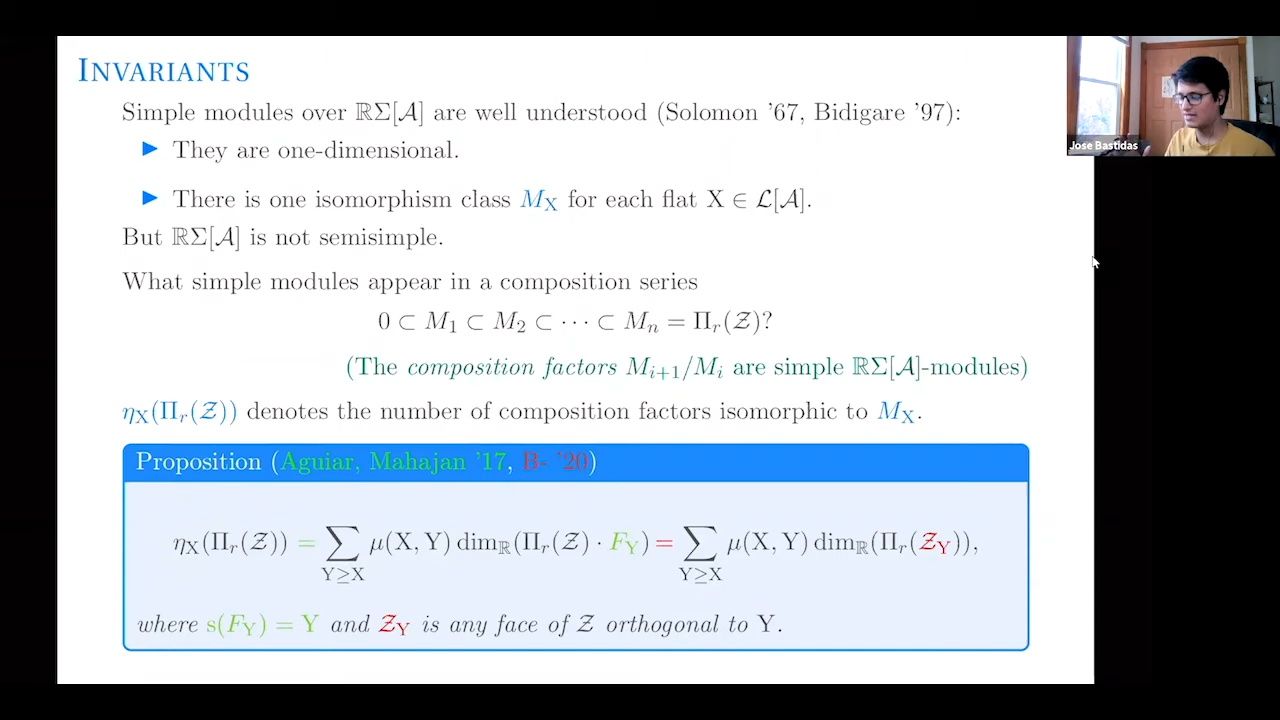 INVARIANTS
Simple modules over ℝΣ[𝒜] are well understood (Solomon '67, Bidigare '97):
▶ They are one-dimensional.
▶ There is one isomorphism class M_X for each flat X ∈ ℒ[𝒜].
But ℝΣ[𝒜] is not semisimple.
What simple modules appear in a composition series
0 ⊂ M_1 ⊂ M_2 ⊂ ⋯ ⊂ M_n = Π_r(𝒵)?
(The composition factors M_{i+1}/M_i are simple ℝΣ[𝒜]-modules)
η_X(Π_r(𝒵)) denotes the number of composition factors isomorphic to M_X.
Proposition (Aguiar, Mahajan '17, B- '20)
η_X(Π_r(𝒵)) = ∑_{Y≥X} μ(X, Y) dim_ℝ(Π_r(𝒵) · F_Y) = ∑_{Y≥X} μ(X, Y) dim_ℝ(Π_r(𝒵_Y)),
where s(F_Y) = Y and 𝒵_Y is any face of 𝒵 orthogonal to Y.
Jose Bastidas